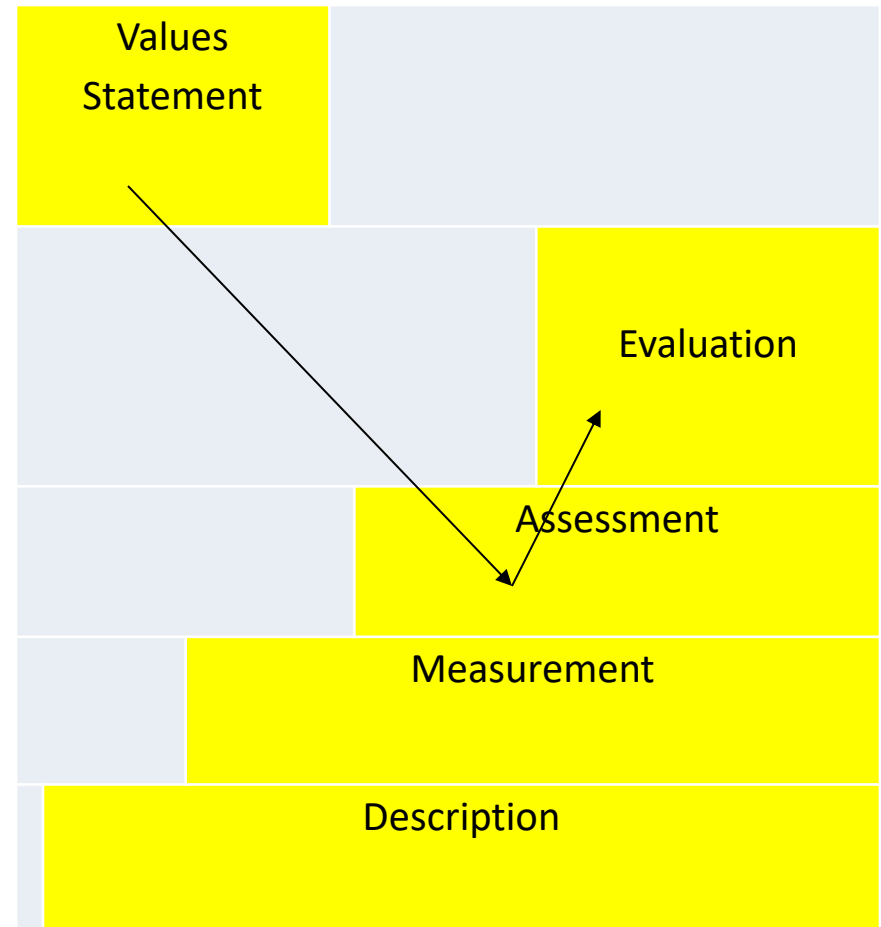 Values
Statement
Evaluation
Assessment
Measurement
Description